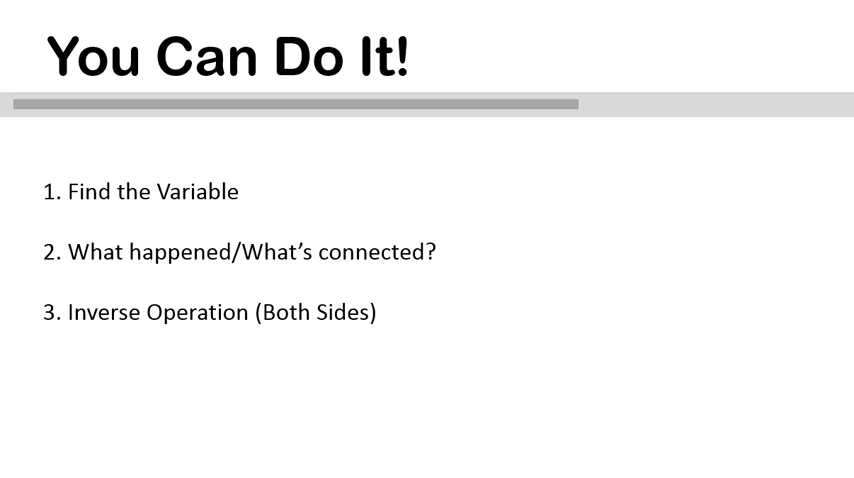 You Can Do It!
1. Find the Variable
2. What happened/What’s connected?
3. Inverse Operation (Both Sides)